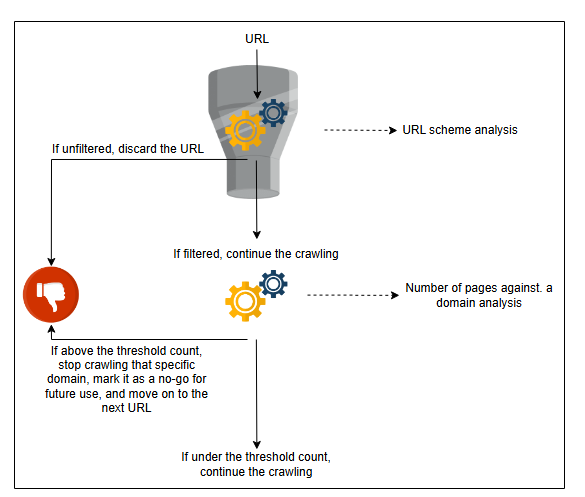 URL
URL scheme analysis
If unfiltered, discard the URL
If filtered, continue the crawling
Number of pages against. a
domain analysis
If above the threshold count,
stop crawling that specific
domain, mark it as a no-go for
future use, and move on to the
next URL
If under the threshold count,
continue the crawling